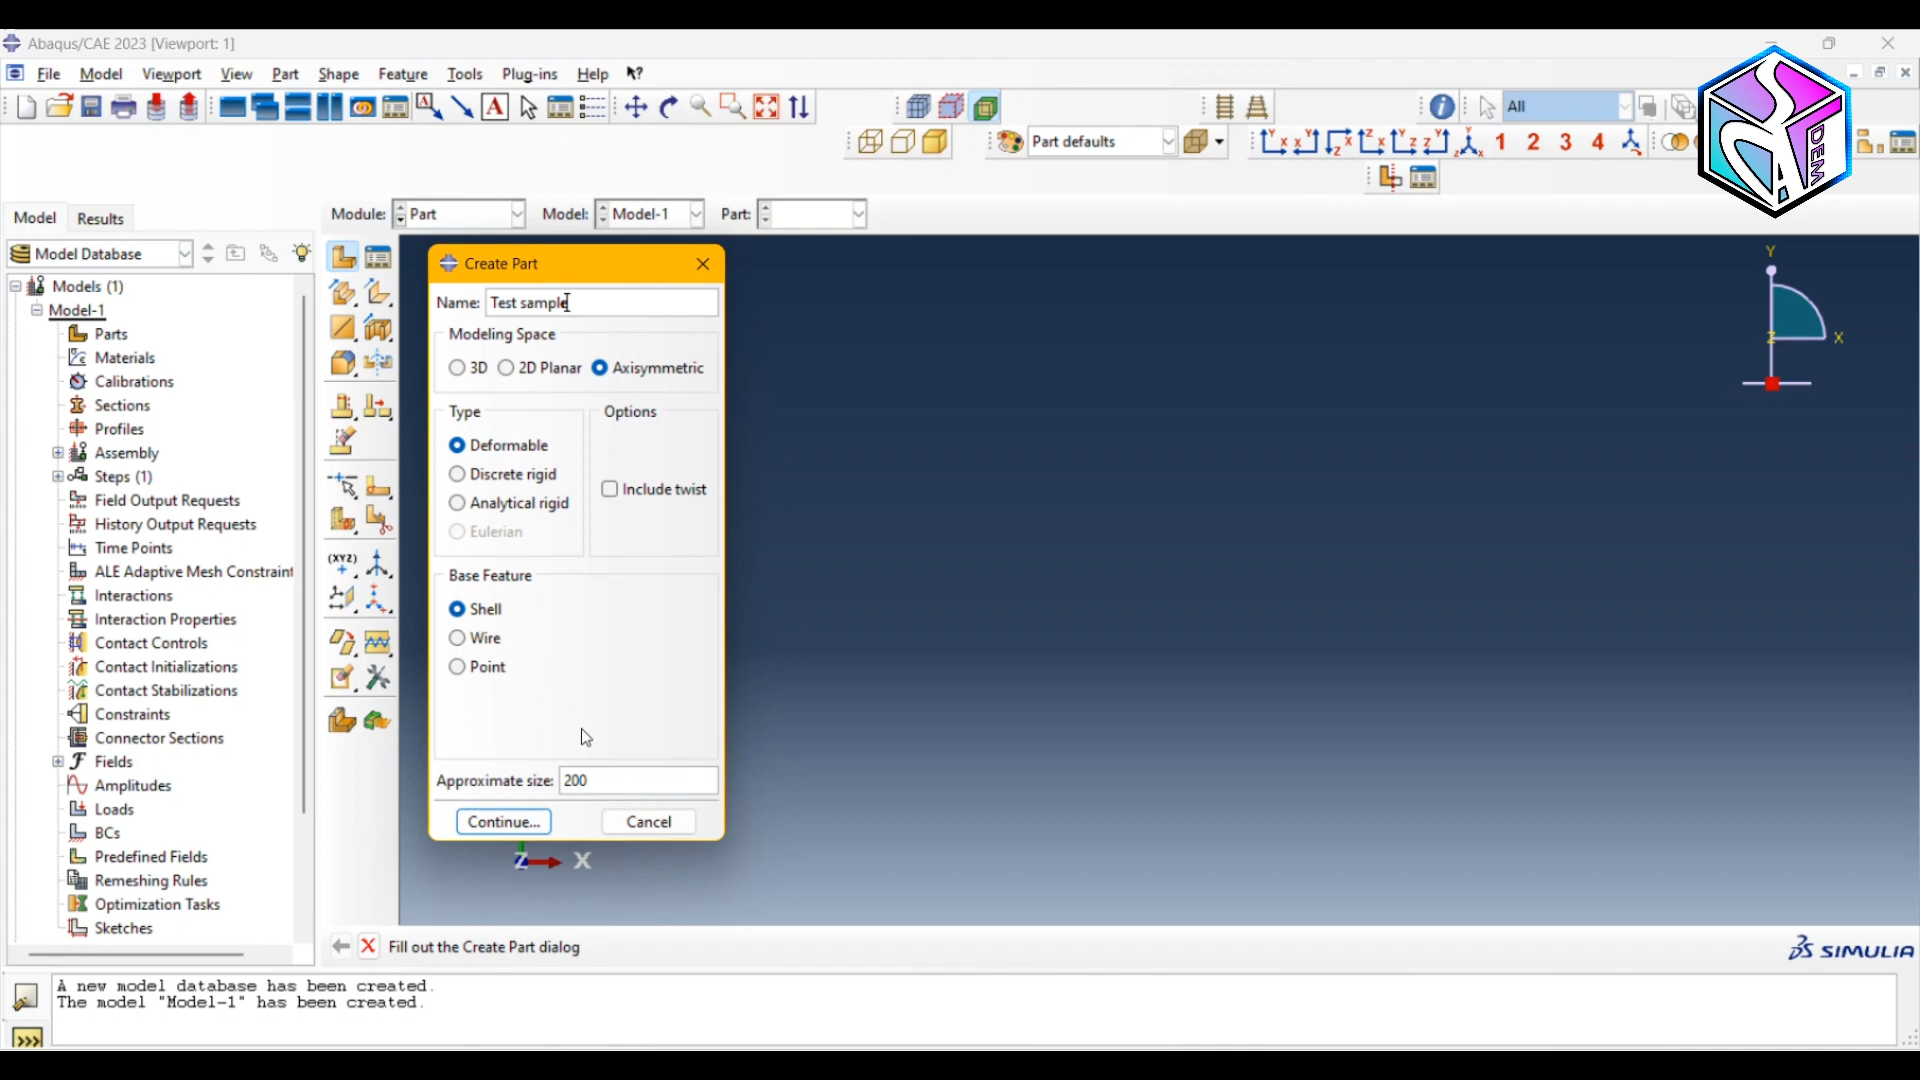 Abaqus/CAE 2023 [Viewport: 1]
File Model Viewport View Part Shape Feature Tools Plug-ins Help
All
Part defaults
1 2 3 4
DEM
Model Results
Module: Part Model: Model-1 Part:
Model Database
Models (1)
Model-1
Parts
Materials
Calibrations
Sections
Profiles
Assembly
Steps (1)
Field Output Requests
History Output Requests
Time Points
ALE Adaptive Mesh Constraint
Interactions
Interaction Properties
Contact Controls
Contact Initializations
Contact Stabilizations
Constraints
Connector Sections
Fields
Amplitudes
Loads
BCs
Predefined Fields
Remeshing Rules
Optimization Tasks
Sketches
(XYZ)
Create Part
Name: Test sample
Modeling Space
3D 2D Planar Axisymmetric
Type
Deformable
Discrete rigid
Analytical rigid
Eulerian
Options
Include twist
Base Feature
Shell
Wire
Point
Approximate size: 200
Continue... Cancel
Y
Z X
Z X
Fill out the Create Part dialog
SIMULIA
A new model database has been created.
The model "Model-1" has been created.
>>>